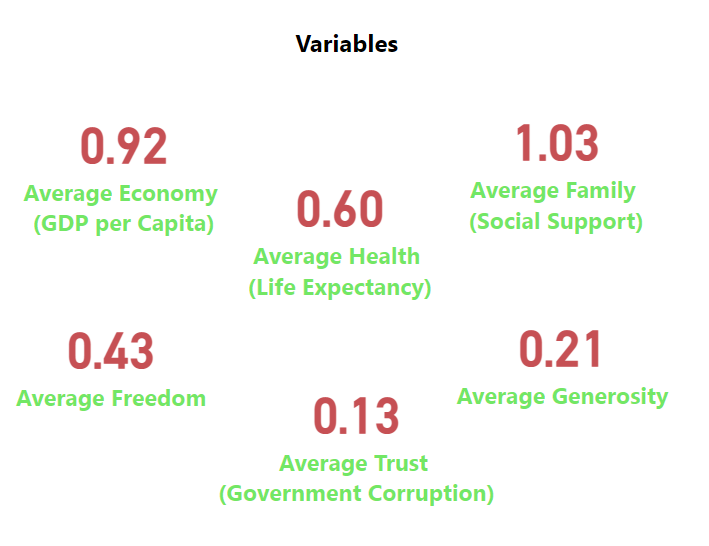 Variables
0.92
Average Economy
(GDP per Capita)
0.60
Average Health
(Life Expectancy)
1.03
Average Family
(Social Support)
0.43
Average Freedom
0.13
Average Trust
(Government Corruption)
0.21
Average Generosity